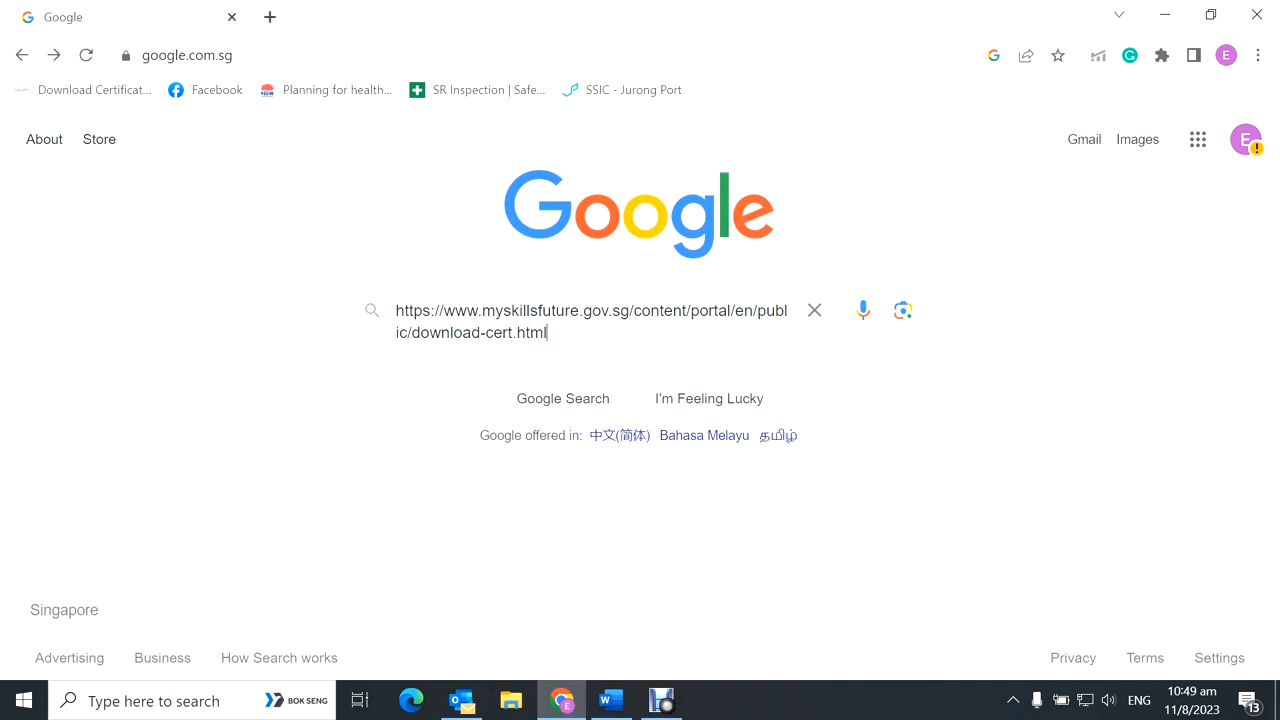 Google
google.com.sg
E
Download Certificat...
Facebook
Planning for health...
SR Inspection | Safe...
SSIC - Jurong Port
About
Store
Gmail
Images
E
Google
https://www.myskillsfuture.gov.sg/content/portal/en/publ
ic/download-cert.html
Google Search
I'm Feeling Lucky
Google offered in: 中文(简体) Bahasa Melayu தமிழ்
Singapore
Advertising
Business
How Search works
Privacy
Terms
Settings
Type here to search
BOK SENG
ENG
10:49 am
11/8/2023
13